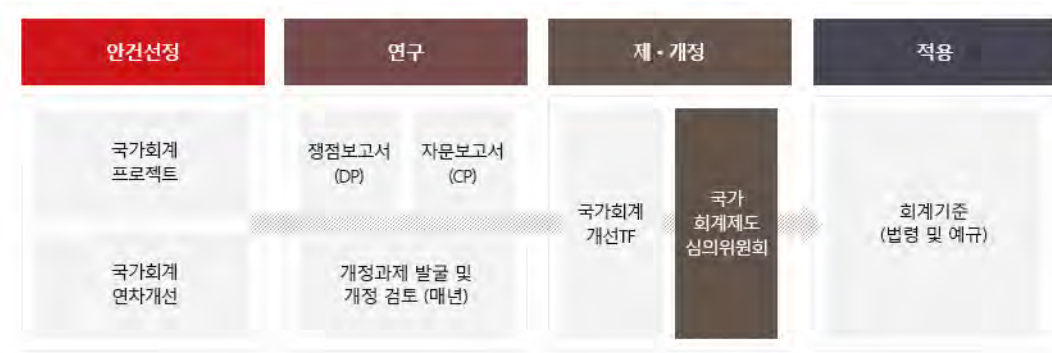 안건선정
연구
제・개정
적용
국가회계
프로젝트
쟁점보고서
(DP)
자문보고서
(CP)
국가회계
연차개선
개정과제 발굴 및
개정 검토 (매년)
국가회계
개선TF
국가
회계제도
심의위원회
회계기준
(법령 및 예규)